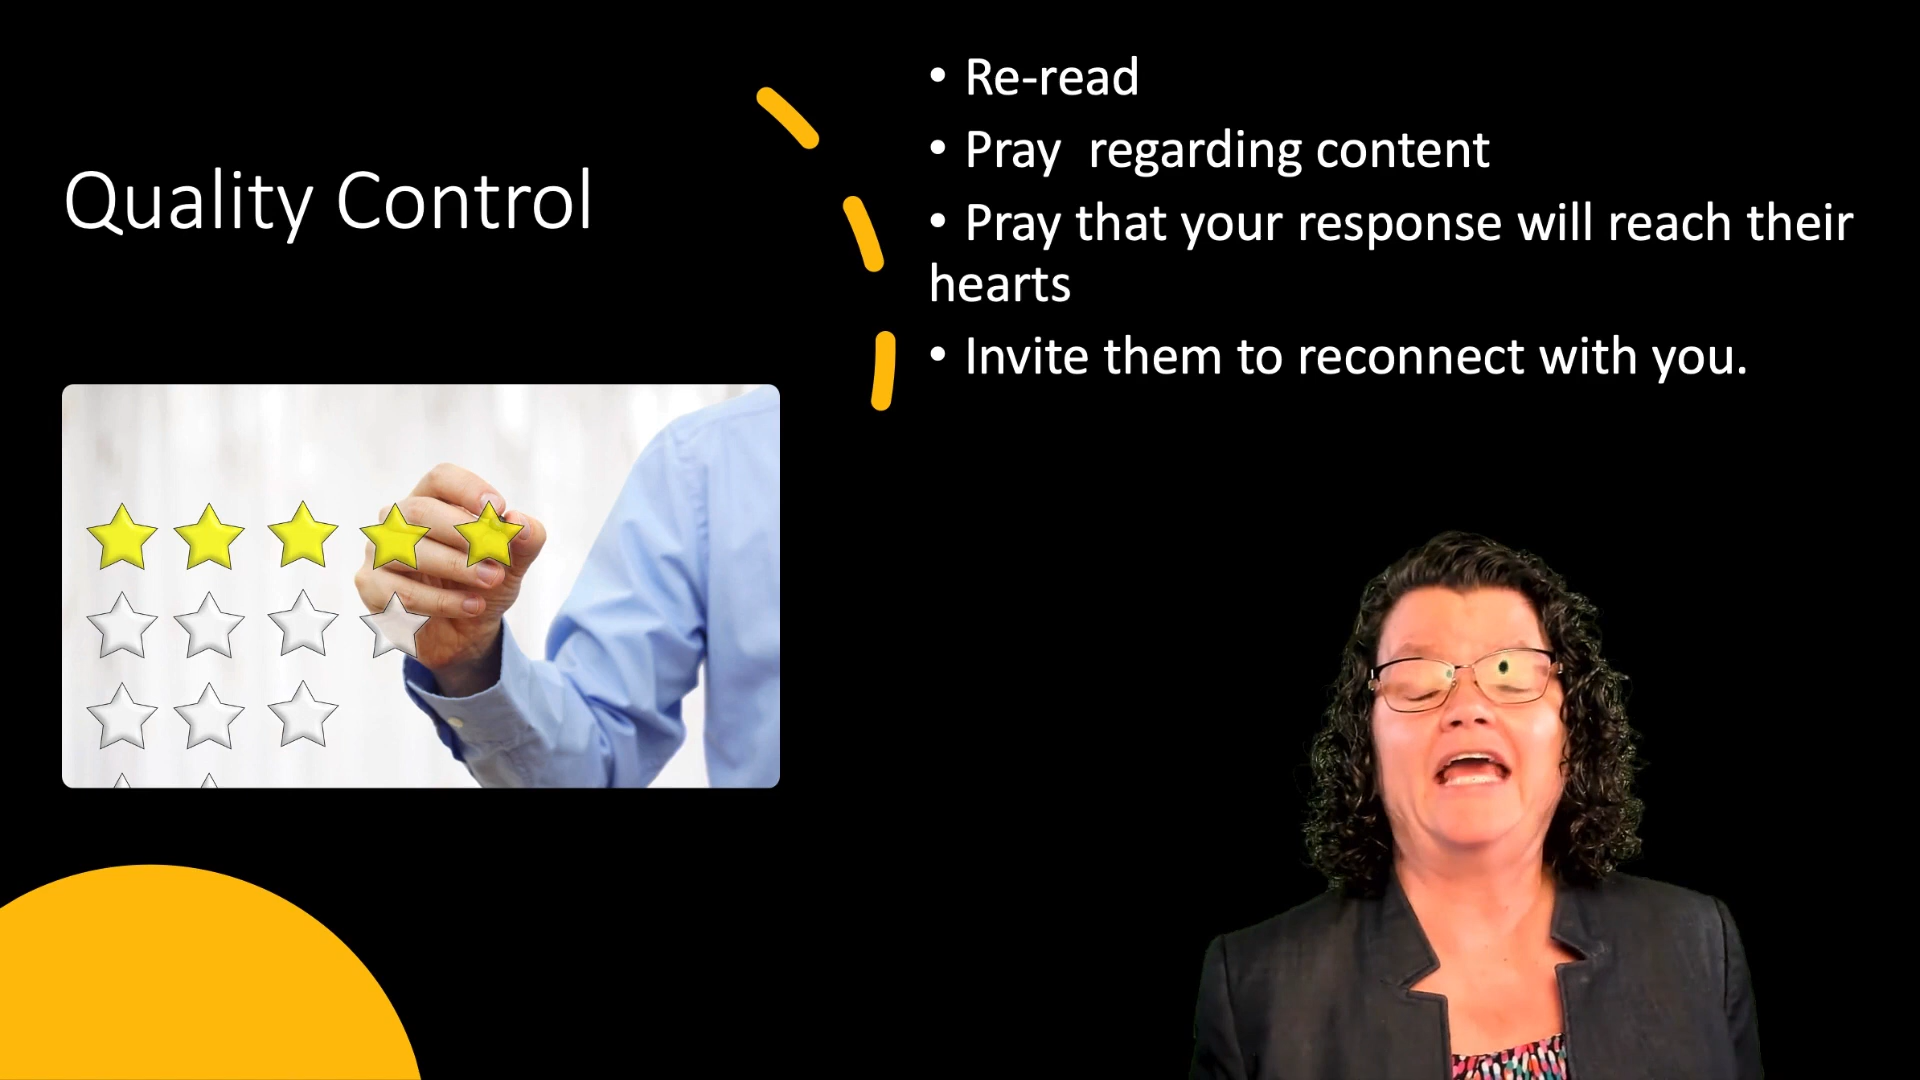 Quality Control
• Re-read
• Pray  regarding content
• Pray that your response will reach their
hearts
• Invite them to reconnect with you.